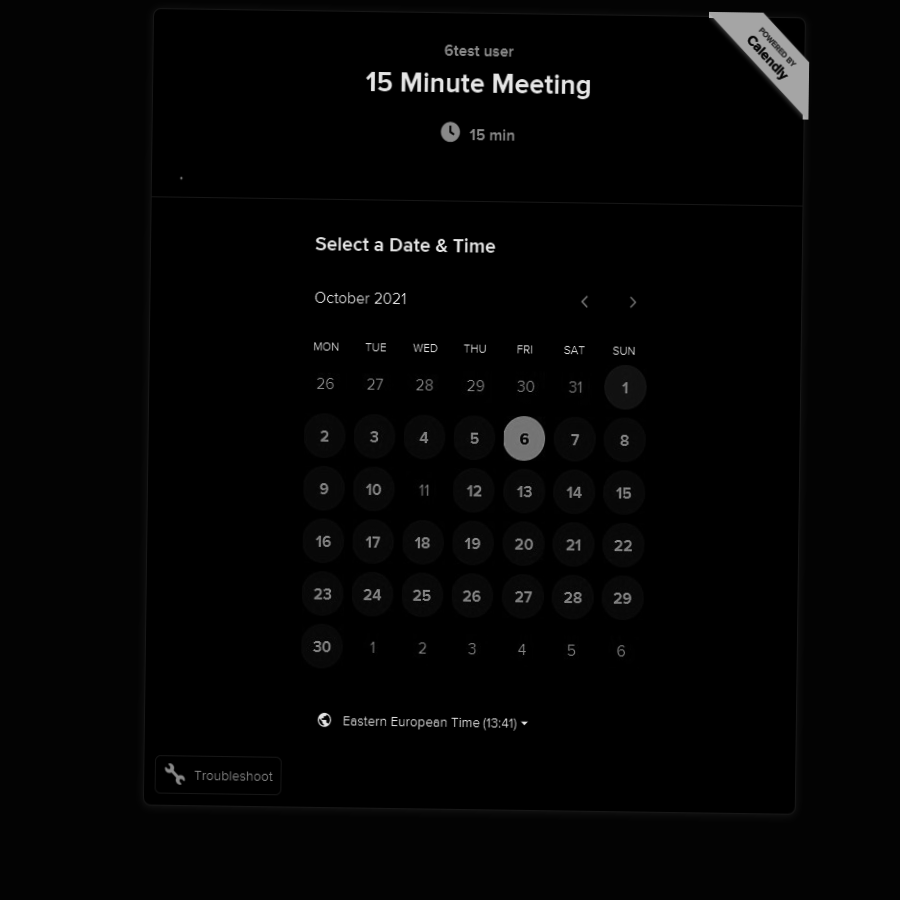 POWERED BY
Calendly
6test user
15 Minute Meeting
15 min
Select a Date & Time
October 2021
MON TUE WED THU FRI SAT SUN
26 27 28 29 30 31 1
2 3 4 5 6 7 8
9 10 11 12 13 14 15
16 17 18 19 20 21 22
23 24 25 26 27 28 29
30 1 2 3 4 5 6
Eastern European Time (13:41)
Troubleshoot